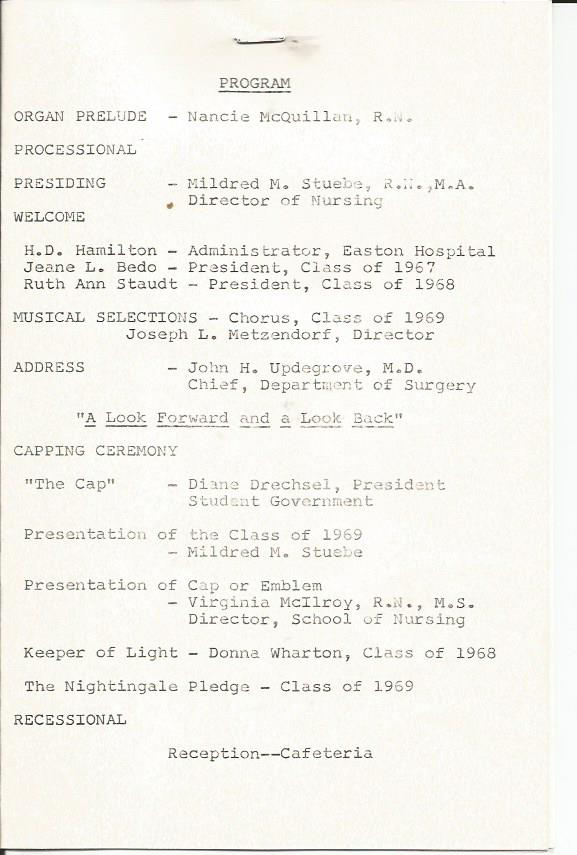 PROGRAM
ORGAN PRELUDE - Nancie McQuillan, R.N.
PROCESSIONAL
PRESIDING - Mildred M. Stuebe, R.N.,M.A.
Director of Nursing
WELCOME
H.D. Hamilton - Administrator, Easton Hospital
Jeane L. Bedo - President, Class of 1967
Ruth Ann Staudt - President, Class of 1968
MUSICAL SELECTIONS - Chorus, Class of 1969
Joseph L. Metzendorf, Director
ADDRESS - John H. Updegrove, M.D.
Chief, Department of Surgery
"A Look Forward and a Look Back"
CAPPING CEREMONY
"The Cap" - Diane Drechsel, President
Student Government
Presentation of the Class of 1969
- Mildred M. Stuebe
Presentation of Cap or Emblem
- Virginia McIlroy, R.N., M.S.
Director, School of Nursing
Keeper of Light - Donna Wharton, Class of 1968
The Nightingale Pledge - Class of 1969
RECESSIONAL
Reception--Cafeteria